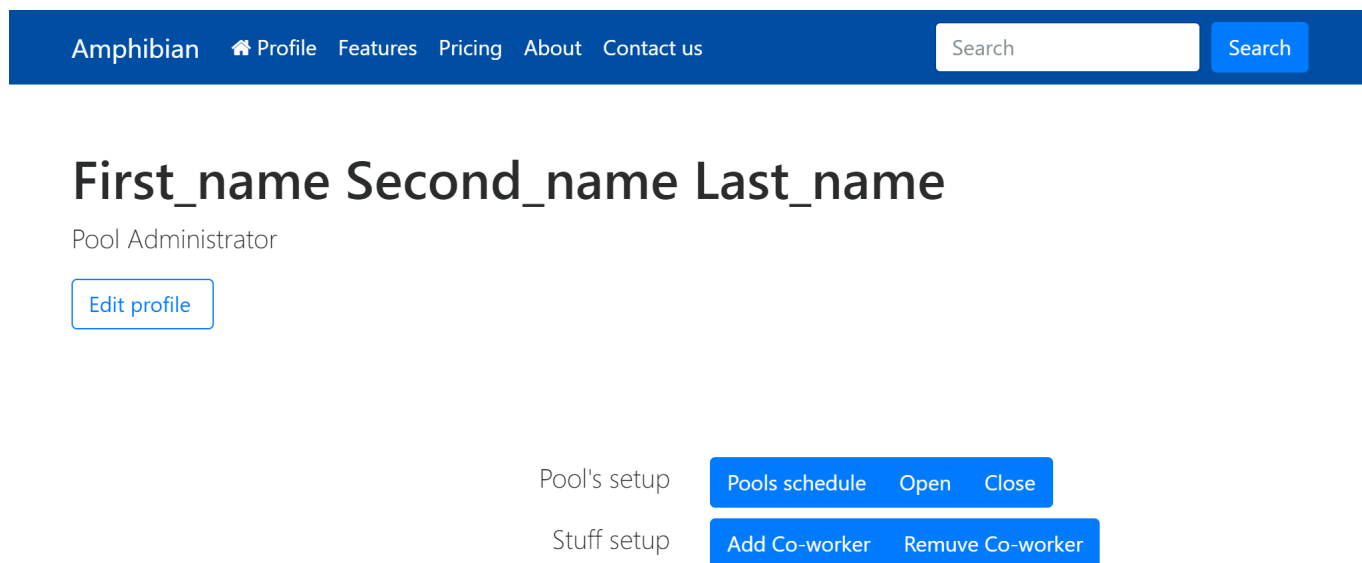 Amphibian Profile Features Pricing About Contact us Search Search
First_name Second_name Last_name
Pool Administrator
Edit profile
Pool's setup Pools schedule Open Close
Stuff setup Add Co-worker Remuve Co-worker